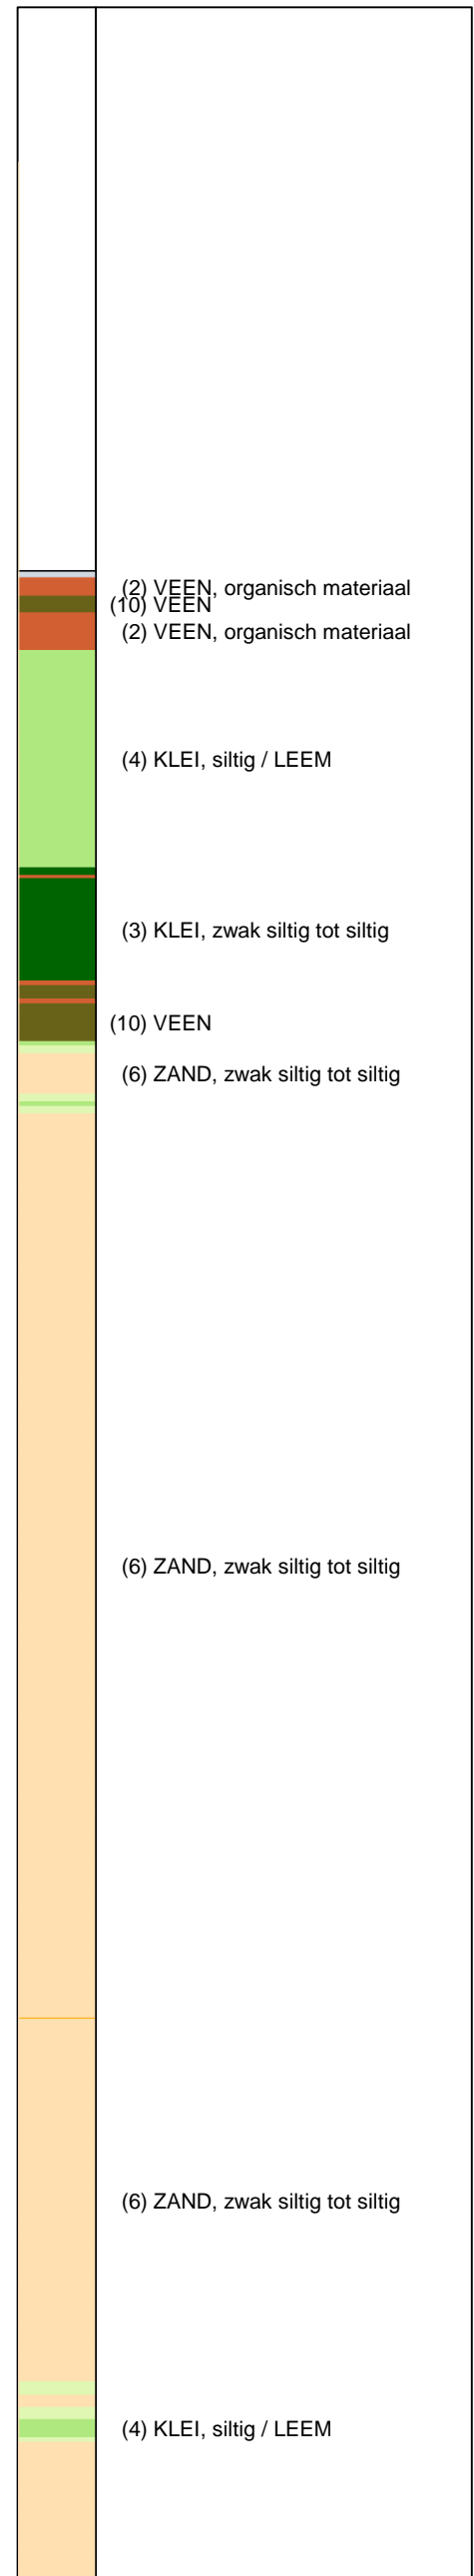 (2) VEEN, organisch materiaal
(10) VEEN
(2) VEEN, organisch materiaal
(4) KLEI, siltig / LEEM
(3) KLEI, zwak siltig tot siltig
(10) VEEN
(6) ZAND, zwak siltig tot siltig
(6) ZAND, zwak siltig tot siltig
(6) ZAND, zwak siltig tot siltig
(4) KLEI, siltig / LEEM